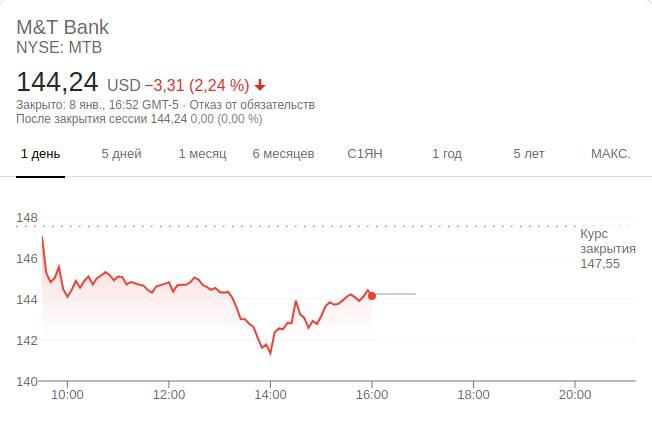 M&T Bank
NYSE: MTB
144,24 USD −3,31 (2,24 %)
Закрыто: 8 янв., 16:52 GMT-5 · Отказ от обязательств
После закрытия сессии 144,24 0,00 (0,00 %)
1 день 5 дней 1 месяц 6 месяцев С1ЯН 1 год 5 лет МАКС.
148
Курс
закрытия
147,55
146
144
142
140
10:00 12:00 14:00 16:00 18:00 20:00